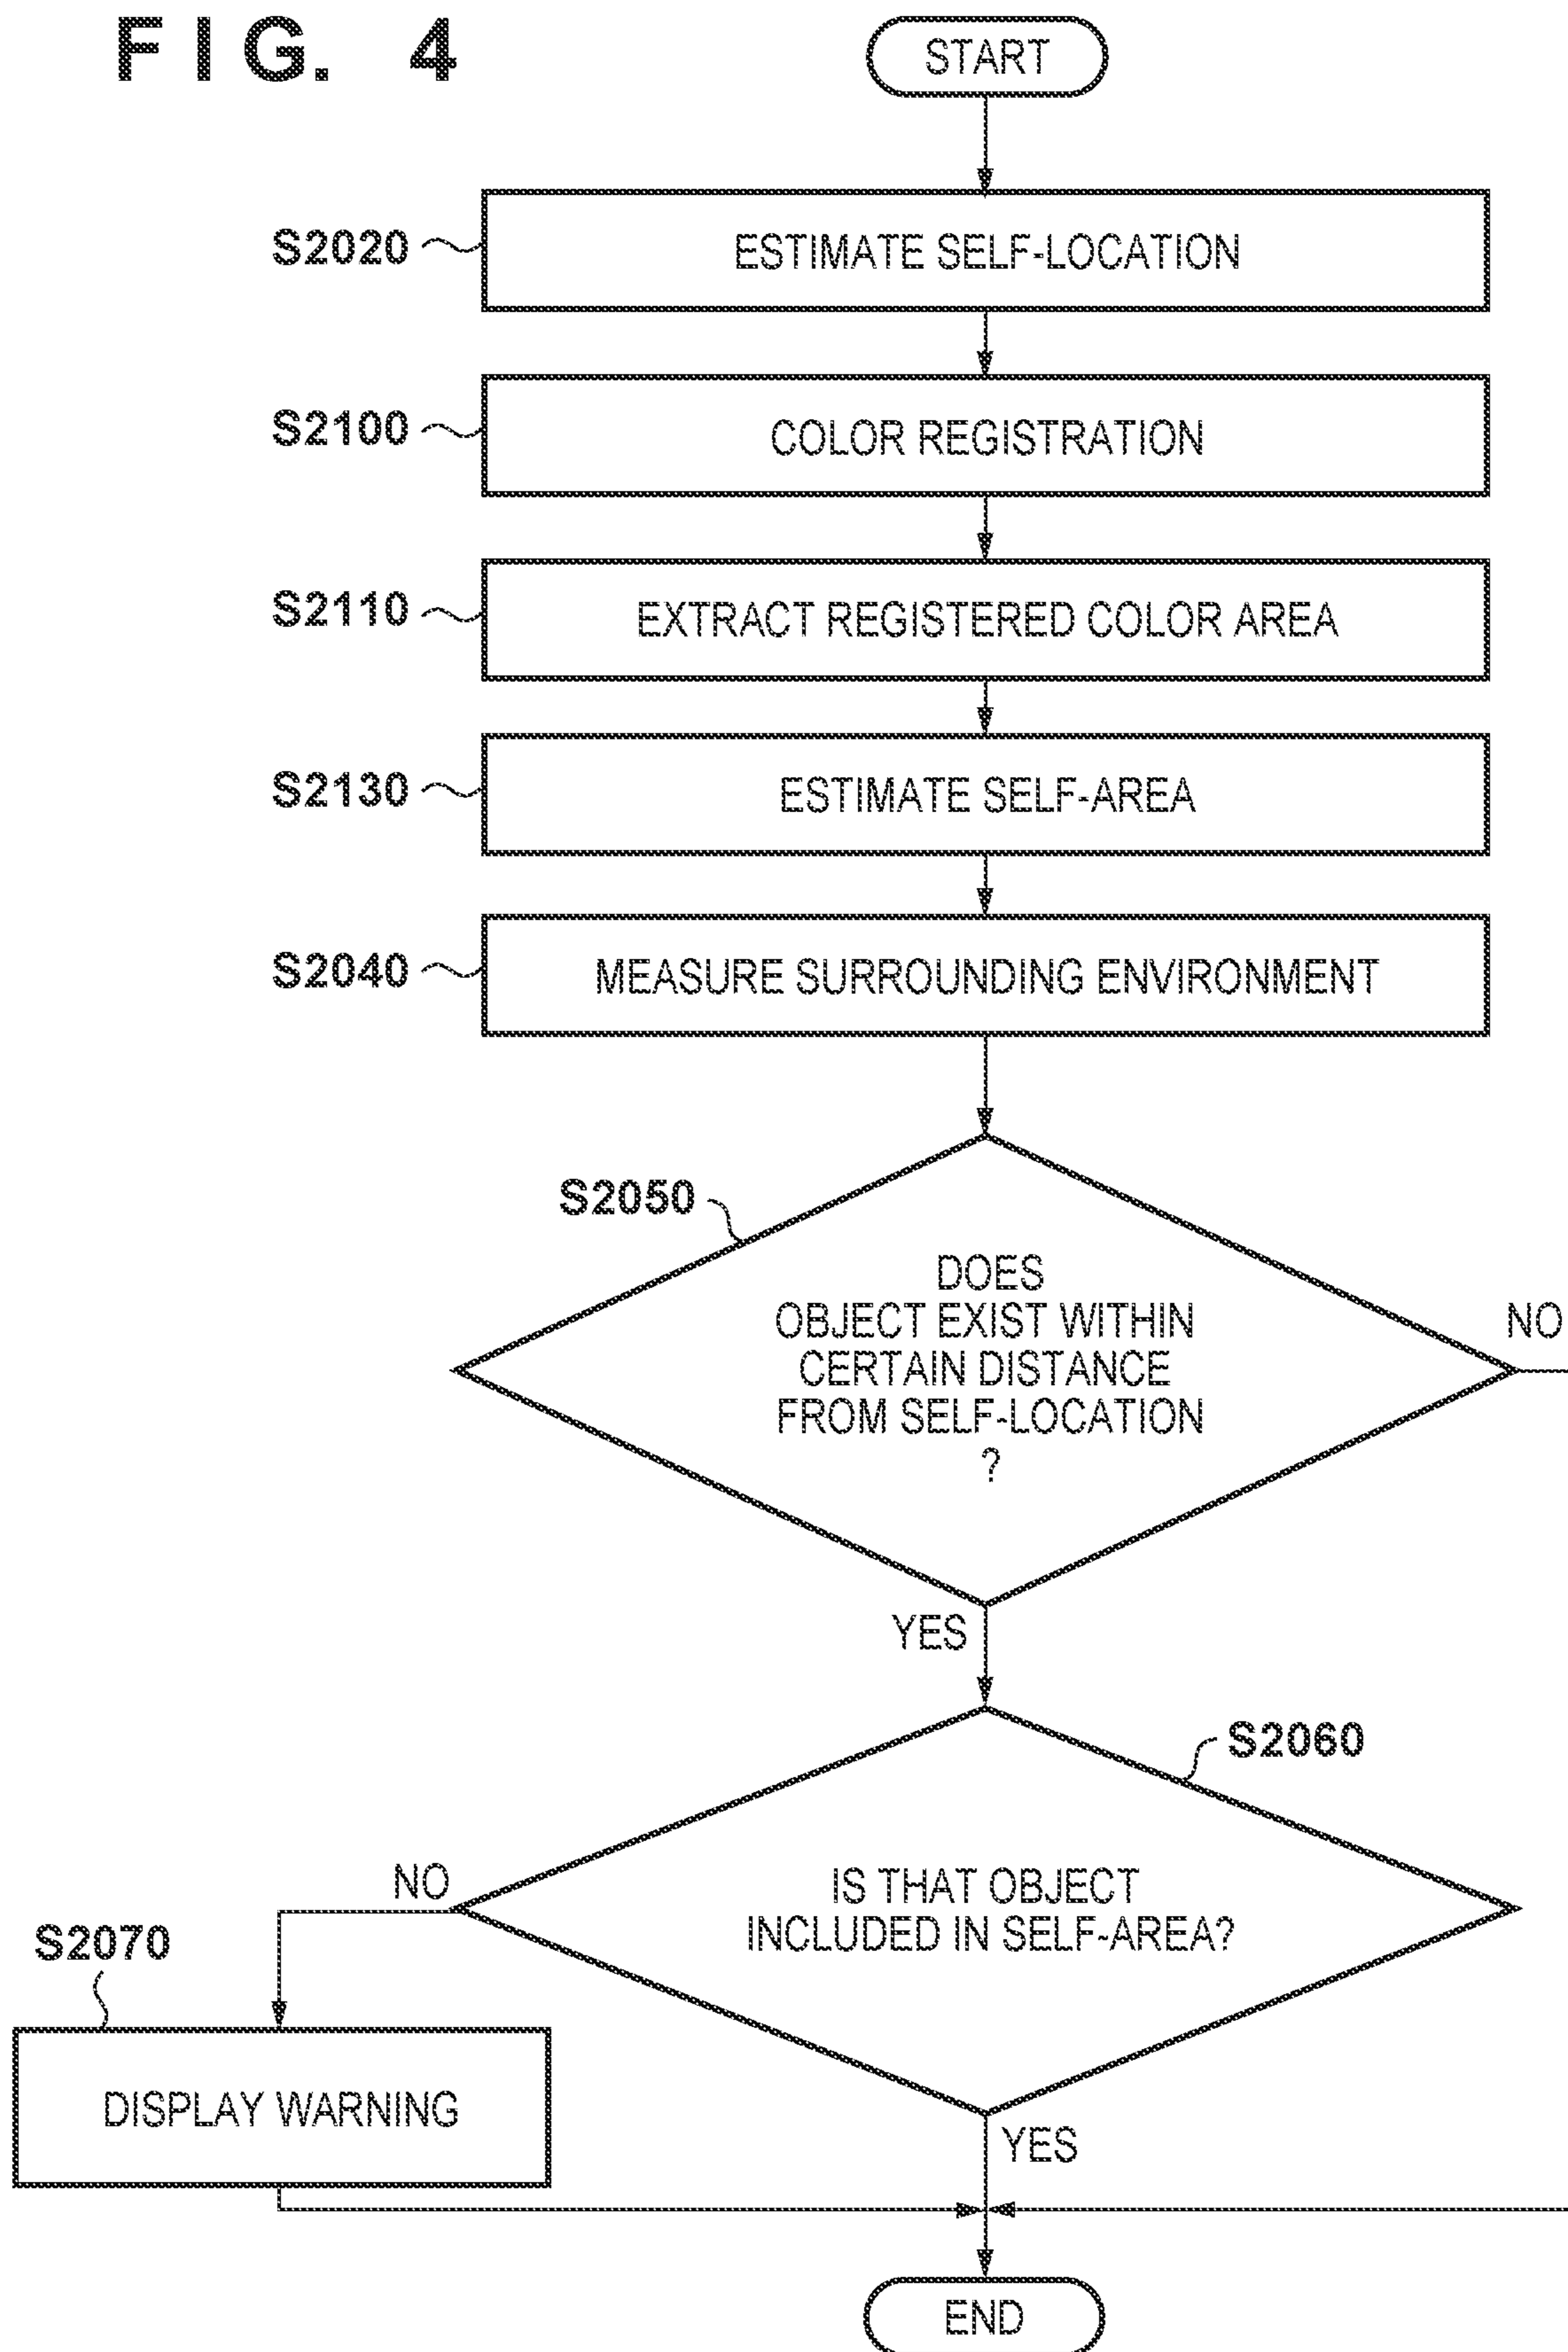 FIG. 4
START
S2020
ESTIMATE SELF-LOCATION
S2100
COLOR REGISTRATION
S2110
EXTRACT REGISTERED COLOR AREA
S2130
ESTIMATE SELF-AREA
S2040
MEASURE SURROUNDING ENVIRONMENT
S2050
DOES
OBJECT EXIST WITHIN
CERTAIN DISTANCE
FROM SELF-LOCATION
?
NO
YES
S2060
IS THAT OBJECT
INCLUDED IN SELF-AREA?
NO
S2070
DISPLAY WARNING
YES
END